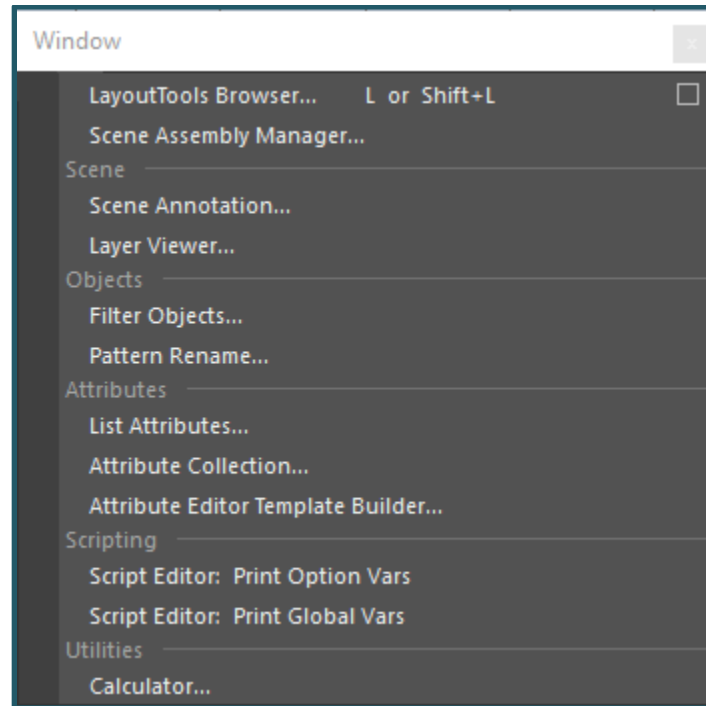 Window
LayoutTools Browser... L or Shift+L
Scene Assembly Manager...
Scene
Scene Annotation...
Layer Viewer...
Objects
Filter Objects...
Pattern Rename...
Attributes
List Attributes...
Attribute Collection...
Attribute Editor Template Builder...
Scripting
Script Editor: Print Option Vars
Script Editor: Print Global Vars
Utilities
Calculator...